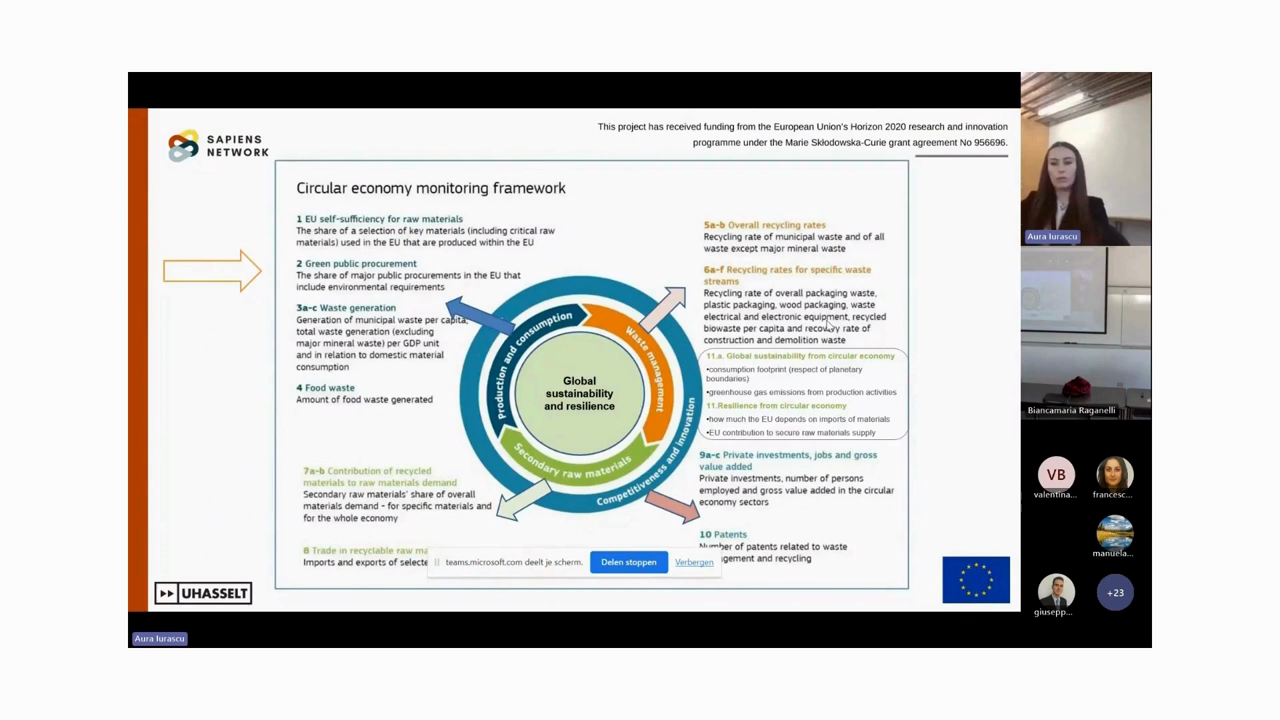 SAPIENS
NETWORK
This project has received funding from the European Union's Horizon 2020 research and innovation
programme under the Marie Skłodowska-Curie grant agreement No 956696.
Circular economy monitoring framework
1 EU self-sufficiency for raw materials
The share of a selection of key materials (including critical raw
materials) used in the EU that are produced within the EU
2 Green public procurement
The share of major public procurements in the EU that
include environmental requirements
3a-c Waste generation
Generation of municipal waste per capita,
total waste generation (excluding
major mineral waste) per GDP unit
and in relation to domestic material
consumption
4 Food waste
Amount of food waste generated
7a-b Contribution of recycled
materials to raw materials demand
Secondary raw materials' share of overall
materials demand - for specific materials and
for the whole economy
8 Trade in recyclable raw ma
Imports and exports of selecte
Production and consumption
Waste management
Secondary raw materials
Competitiveness and innovation
Global
sustainability
and resilience
5a-b Overall recycling rates
Recycling rate of municipal waste and of all
waste except major mineral waste
6a-f Recycling rates for specific waste
streams
Recycling rate of overall packaging waste,
plastic packaging, wood packaging, waste
electrical and electronic equipment, recycled
biowaste per capita and recovery rate of
construction and demolition waste
11.a. Global sustainability from circular economy
•consumption footprint (respect of planetary
boundaries)
•greenhouse gas emissions from production activities
11.Resilience from circular economy
•how much the EU depends on imports of materials
•EU contribution to secure raw materials supply
9a-c Private investments, jobs and gross
value added
Private investments, number of persons
employed and gross value added in the circular
economy sectors
10 Patents
Number of patents related to waste
agement and recycling
teams.microsoft.com deelt je scherm.
Delen stoppen
Verbergen
UHASSELT
Aura Iurascu
Aura Iurascu
Biancamaria Raganelli
VB
valentina...
francesc...
manuela...
giusepp...
+23